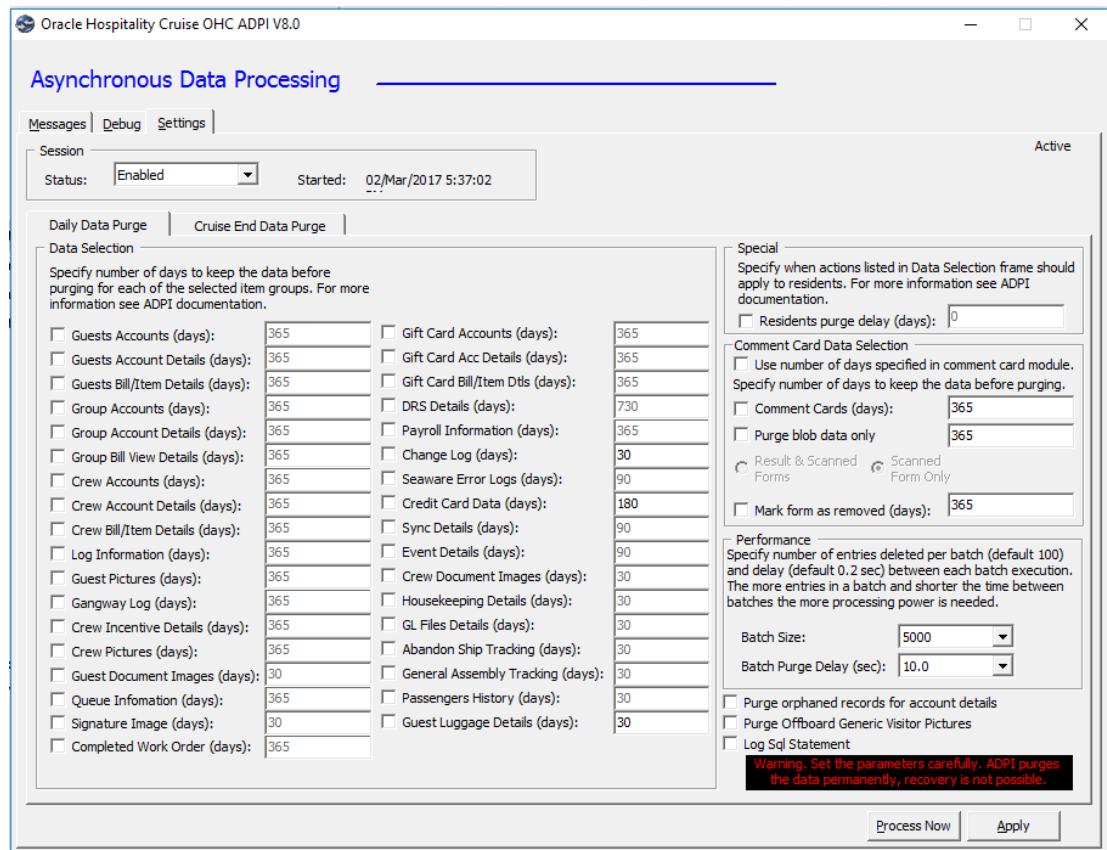 Oracle Hospitality Cruise OHC ADPI V8.0
Asynchronous Data Processing
Messages Debug Settings
Active
Session
Status: Enabled Started: 02/Mar/2017 5:37:02
Daily Data Purge Cruise End Data Purge
Data Selection
Specify number of days to keep the data before
purging for each of the selected item groups. For more
information see ADPI documentation.
Guests Accounts (days): 365
Guests Account Details (days): 365
Guests Bill/Item Details (days): 365
Group Accounts (days): 365
Group Account Details (days): 365
Group Bill View Details (days): 365
Crew Accounts (days): 365
Crew Account Details (days): 365
Crew Bill/Item Details (days): 365
Log Information (days): 365
Guest Pictures (days): 365
Gangway Log (days): 365
Crew Incentive Details (days): 365
Crew Pictures (days): 365
Guest Document Images (days): 30
Queue Infomation (days): 365
Signature Image (days): 30
Completed Work Order (days): 365
Gift Card Accounts (days): 365
Gift Card Acc Details (days): 365
Gift Card Bill/Item Dtls (days): 365
DRS Details (days): 730
Payroll Information (days): 365
Change Log (days): 30
Seaware Error Logs (days): 90
Credit Card Data (days): 180
Sync Details (days): 90
Event Details (days): 90
Crew Document Images (days): 30
Housekeeping Details (days): 30
GL Files Details (days): 30
Abandon Ship Tracking (days): 30
General Assembly Tracking (days): 30
Passengers History (days): 30
Guest Luggage Details (days): 30
Special
Specify when actions listed in Data Selection frame should
apply to residents. For more information see ADPI
documentation.
Residents purge delay (days): 0
Comment Card Data Selection
Use number of days specified in comment card module.
Specify number of days to keep the data before purging.
Comment Cards (days): 365
Purge blob data only 365
Result & Scanned
Forms
Scanned
Form Only
Mark form as removed (days): 365
Performance
Specify number of entries deleted per batch (default 100)
and delay (default 0.2 sec) between each batch execution.
The more entries in a batch and shorter the time between
batches the more processing power is needed.
Batch Size: 5000
Batch Purge Delay (sec): 10.0
Purge orphaned records for account details
Purge Offboard Generic Visitor Pictures
Log Sql Statement
Warning. Set the parameters carefully. ADPI purges
the data permanently, recovery is not possible.
Process Now Apply